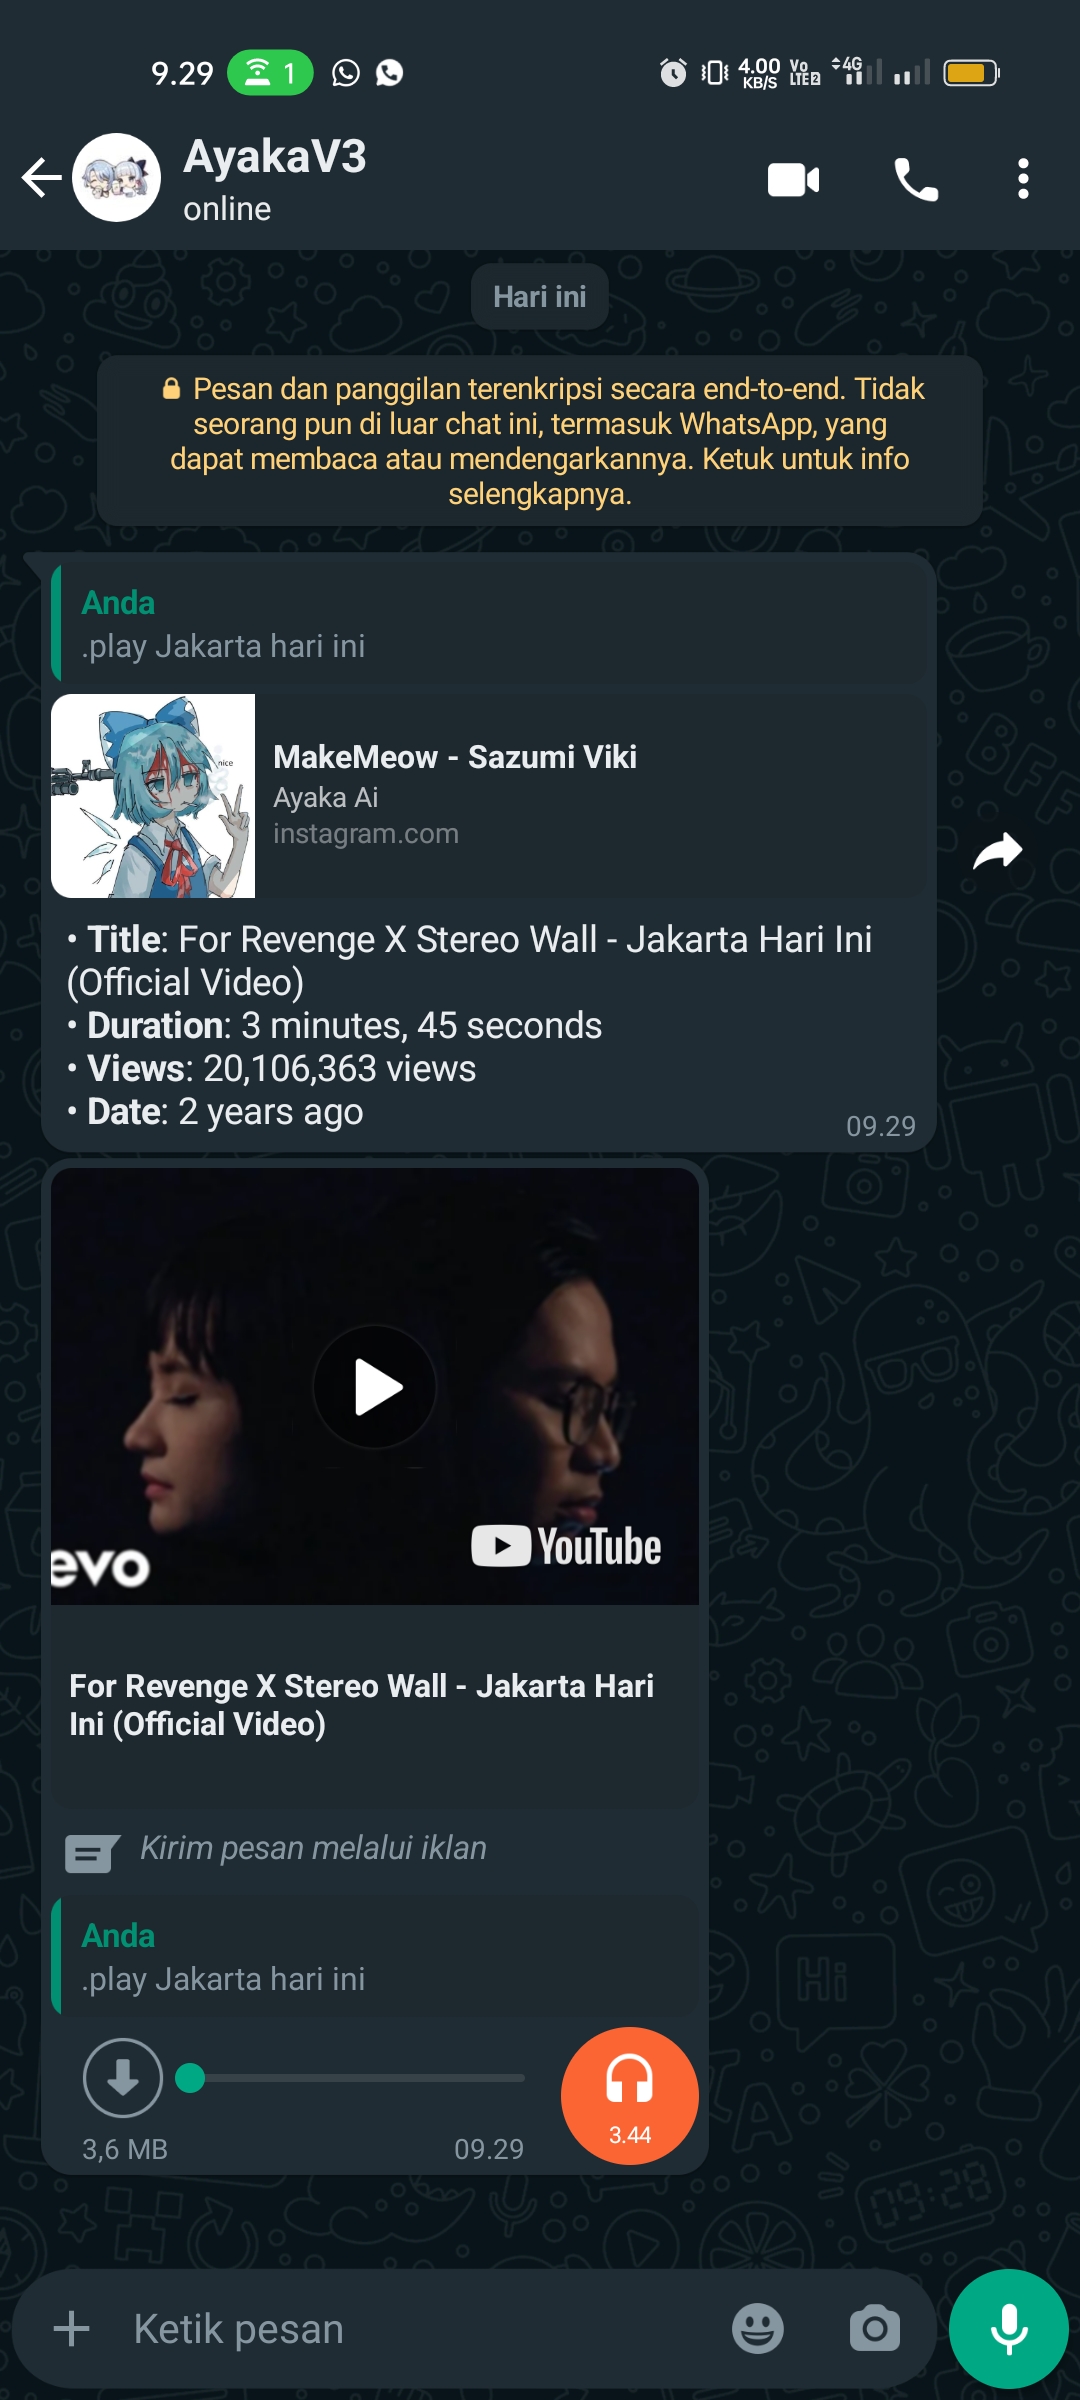 9.29
1
4.00
KB/S
Vo
LTE2
4G
AyakaV3
online
Hari ini
Pesan dan panggilan terenkripsi secara end-to-end. Tidak
seorang pun di luar chat ini, termasuk WhatsApp, yang
dapat membaca atau mendengarkannya. Ketuk untuk info
selengkapnya.
Anda
.play Jakarta hari ini
nice
MakeMeow - Sazumi Viki
Ayaka Ai
instagram.com
• Title: For Revenge X Stereo Wall - Jakarta Hari Ini
(Official Video)
• Duration: 3 minutes, 45 seconds
• Views: 20,106,363 views
• Date: 2 years ago
09.29
evo
YouTube
For Revenge X Stereo Wall - Jakarta Hari
Ini (Official Video)
Kirim pesan melalui iklan
Anda
.play Jakarta hari ini
3.44
3,6 MB
09.29
Ketik pesan